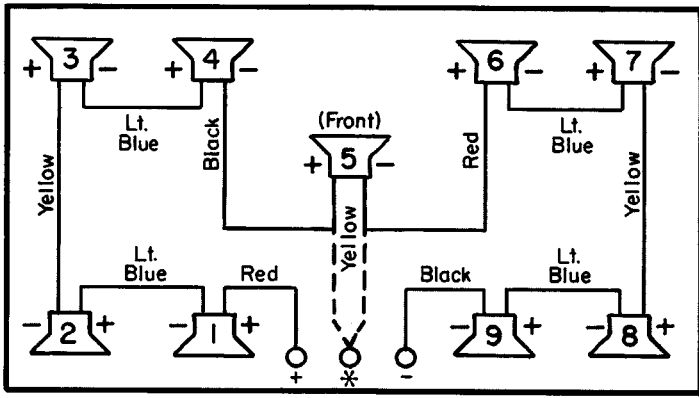 3 4 6 7
+ - + - + - + -
Lt.
Blue
Lt.
Blue
(Front)
+ 5 -
Yellow
Black
Red
Yellow
Yellow
Lt.
Blue
Red
Black
Lt.
Blue
- 2 + - 1 + - 9 + - 8 +
+ * -